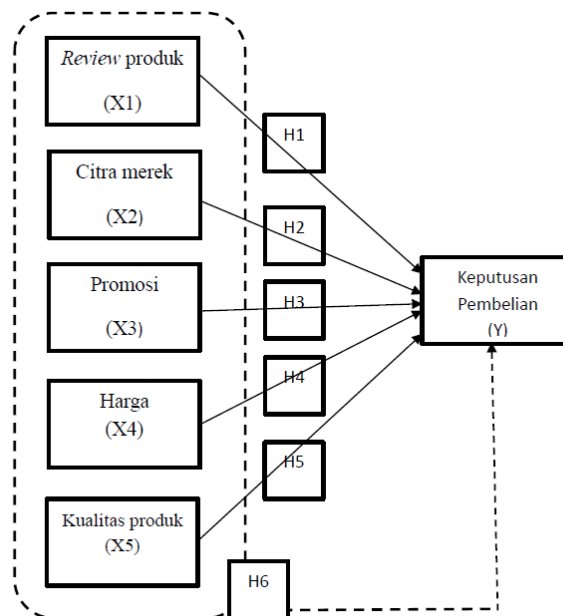 Review produk
(X1)
Citra merek
(X2)
Promosi
(X3)
Harga
(X4)
Kualitas produk
(X5)
H1
H2
H3
H4
H5
H6
Keputusan
Pembelian
(Y)